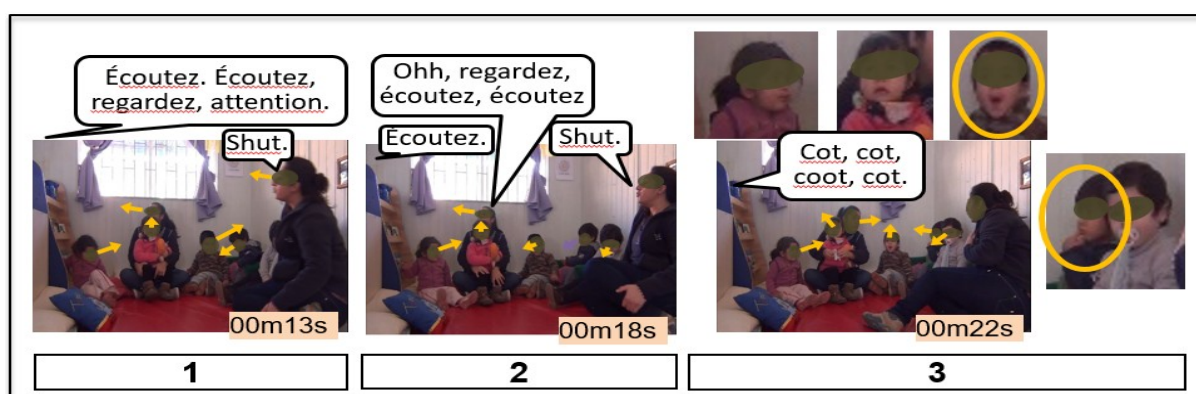 Écoutez. Écoutez,
regardez, attention.
Shut.
00m13s
1
Ohh, regardez,
écoutez, écoutez
Écoutez.
Shut.
00m18s
2
Cot, cot,
coot, cot.
00m22s
3